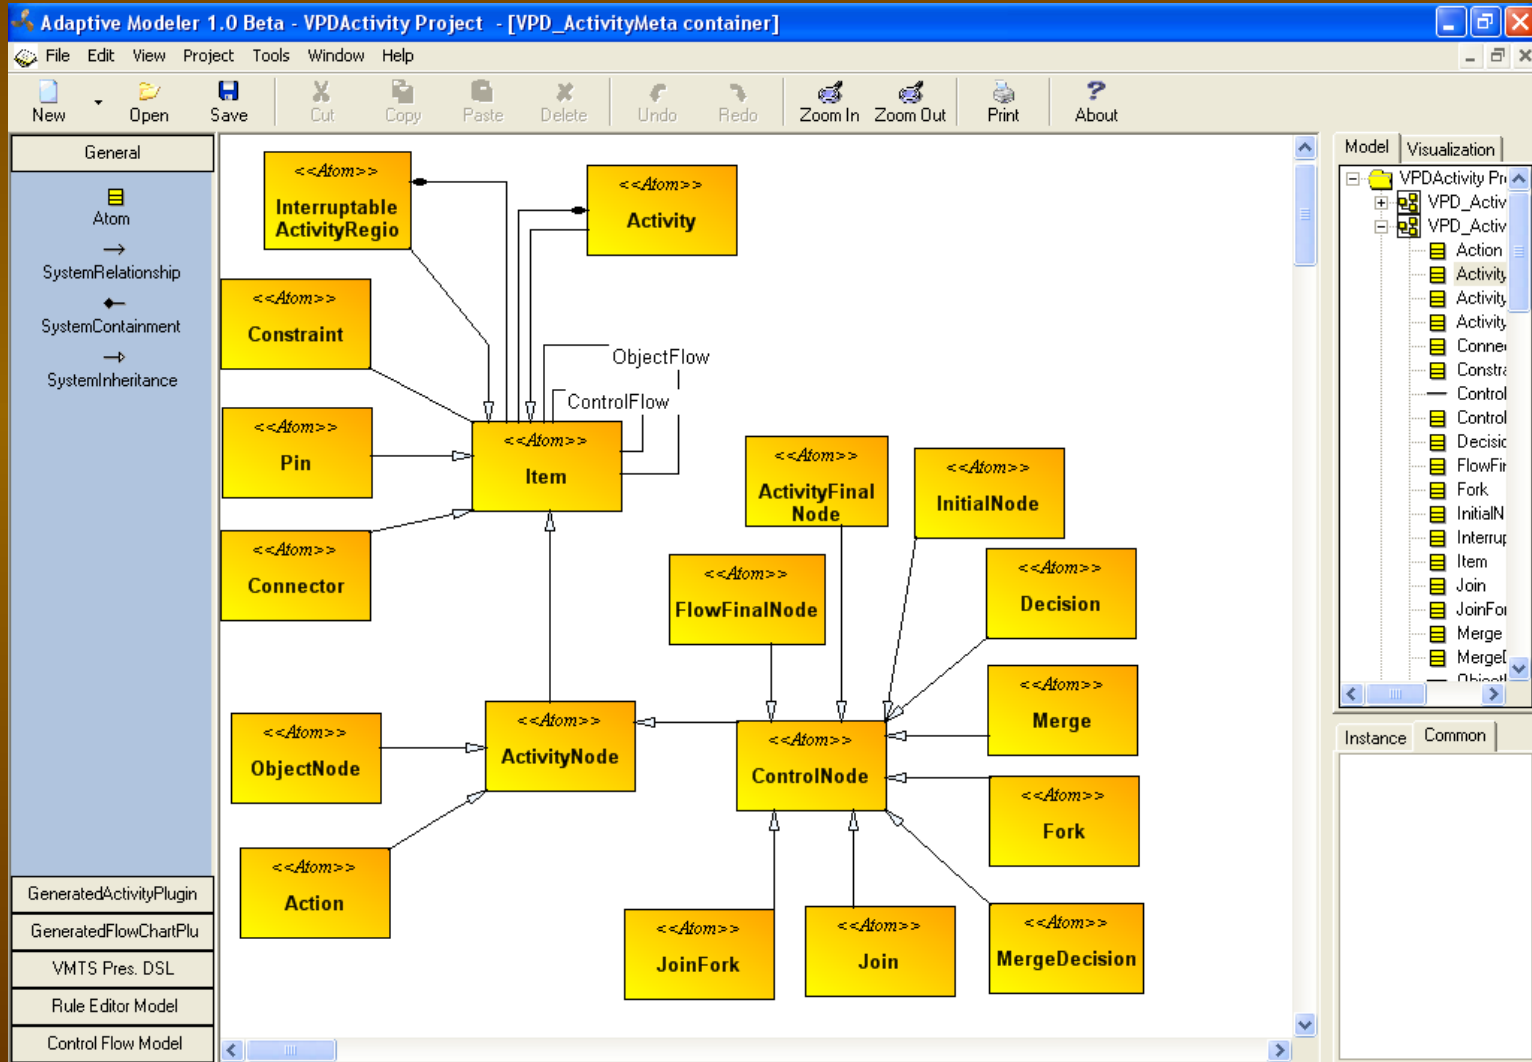 Adaptive Modeler 1.0 Beta - VPDActivity Project - [VPD_ActivityMeta container]
File Edit View Project Tools Window Help
New Open Save Cut Copy Paste Delete Undo Redo Zoom In Zoom Out Print About
General
Atom
SystemRelationship
SystemContainment
SystemInheritance
GeneratedActivityPlugin
GeneratedFlowChartPlu
VMTS Pres. DSL
Rule Editor Model
Control Flow Model
<<Atom>>
Interruptable
ActivityRegio
<<Atom>>
Activity
<<Atom>>
Constraint
ObjectFlow
ControlFlow
<<Atom>>
Pin
<<Atom>>
Item
<<Atom>>
Connector
<<Atom>>
ActivityFinal
Node
<<Atom>>
InitialNode
<<Atom>>
FlowFinalNode
<<Atom>>
Decision
<<Atom>>
Merge
<<Atom>>
ObjectNode
<<Atom>>
ActivityNode
<<Atom>>
ControlNode
<<Atom>>
Fork
<<Atom>>
Action
<<Atom>>
JoinFork
<<Atom>>
Join
<<Atom>>
MergeDecision
Model Visualization
VPDActivity Pr
VPD_Activ
VPD_Activ
Action
Activity
Activity
Activity
Conne
Constra
Control
Control
Decisio
FlowFin
Fork
InitialN
Interrup
Item
Join
JoinFor
Merge
MergeD
Instance Common